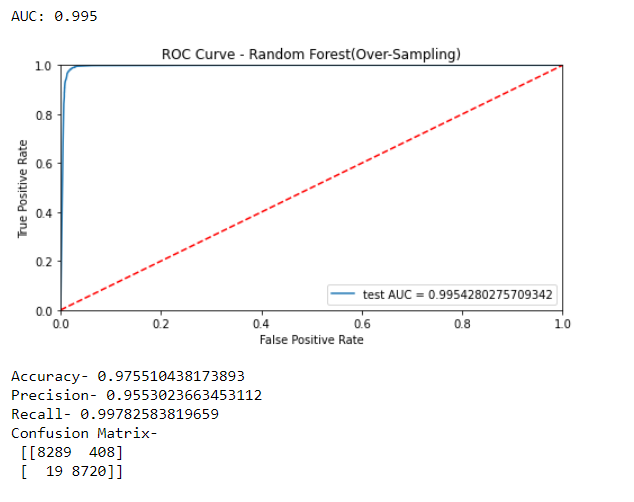 AUC: 0.995
ROC Curve - Random Forest(Over-Sampling)
1.0
0.8
0.6
0.4
0.2
0.0
True Positive Rate
test AUC = 0.9954280275709342
0.0 0.2 0.4 0.6 0.8 1.0
False Positive Rate
Accuracy- 0.975510438173893
Precision- 0.9553023663453112
Recall- 0.99782583819659
Confusion Matrix-
[[8289 408]
[ 19 8720]]